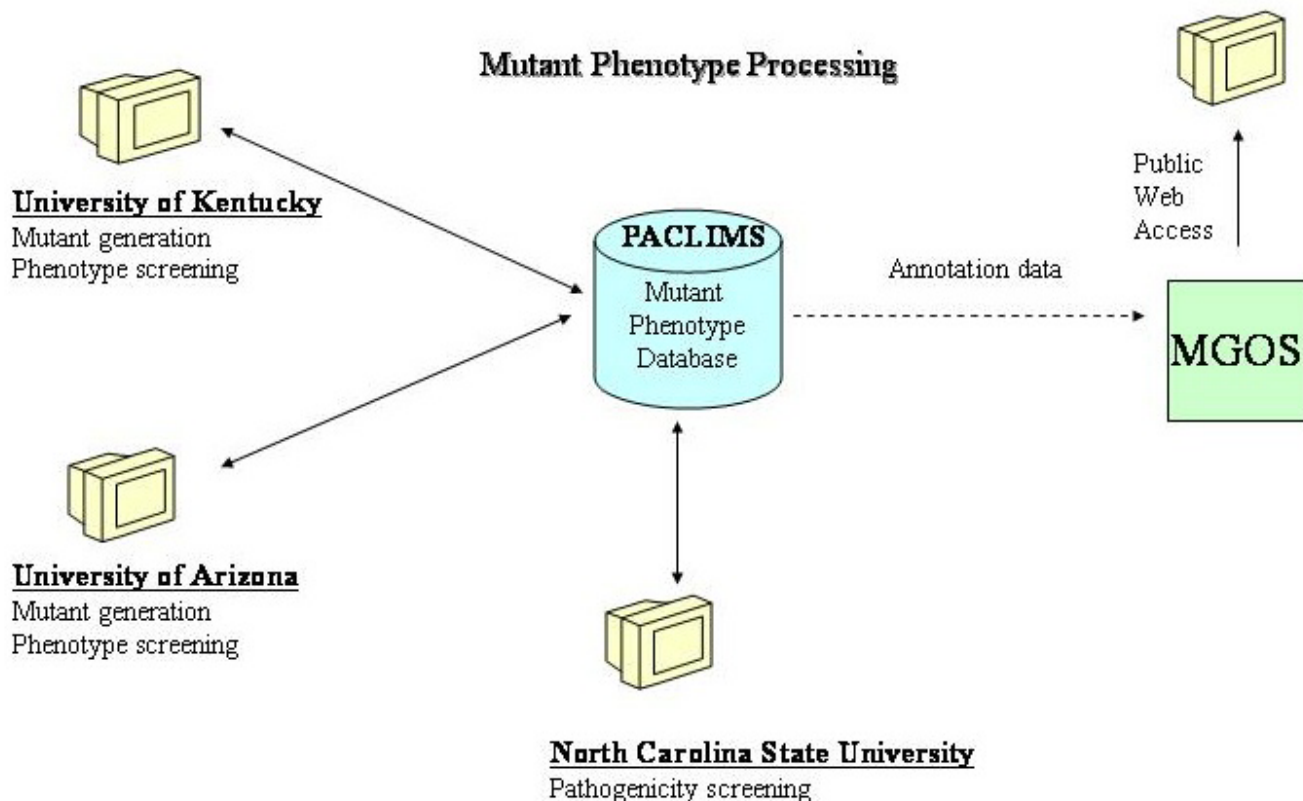 Mutant Phenotype Processing
University of Kentucky
Mutant generation
Phenotype screening
PACLIMS
Mutant
Phenotype
Database
Annotation data
Public
Web
Access
MGOS
University of Arizona
Mutant generation
Phenotype screening
North Carolina State University
Pathogenicity screening